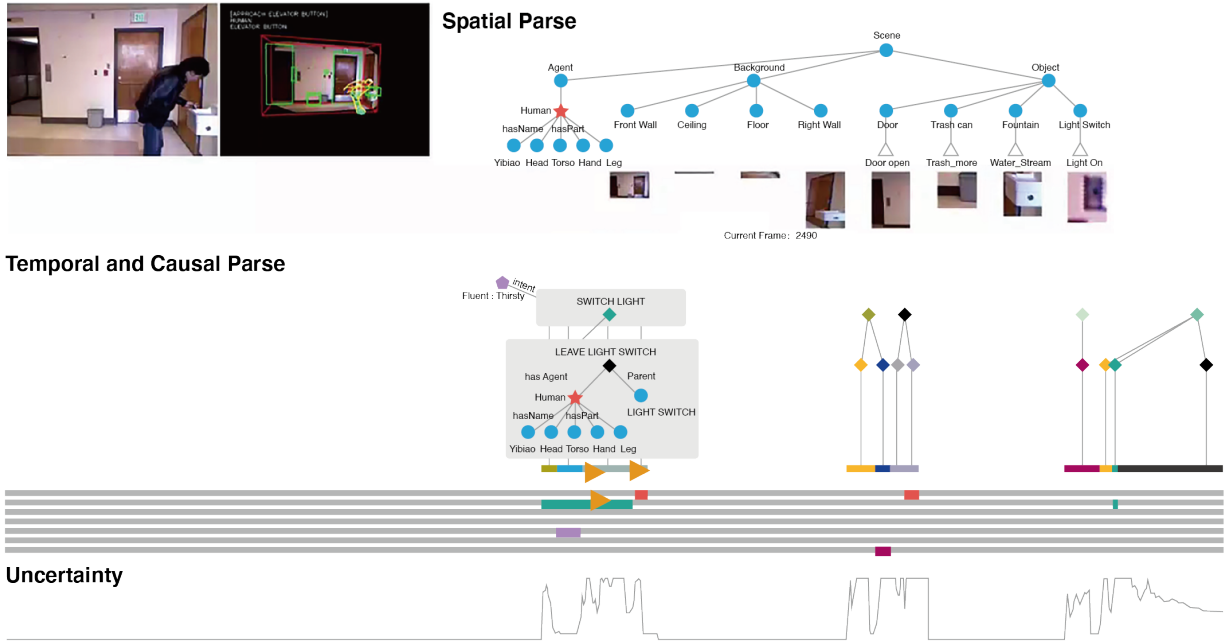 [APPROACH ELEVATOR BUTTON]
HUMAN
ELEVATOR BUTTON
Spatial Parse
Scene
Agent
Background
Object
Human
Front Wall
Ceiling
Floor
Right Wall
Door
Trash can
Fountain
Light Switch
hasName
hasPart
Yibiao
Head
Torso
Hand
Leg
Door open
Trash_more
Water_Stream
Light On
Current Frame: 2490
Temporal and Causal Parse
intent
Fluent : Thirsty
SWITCH LIGHT
LEAVE LIGHT SWITCH
has Agent
Parent
Human
LIGHT SWITCH
hasName
hasPart
Yibiao
Head
Torso
Hand
Leg
Uncertainty